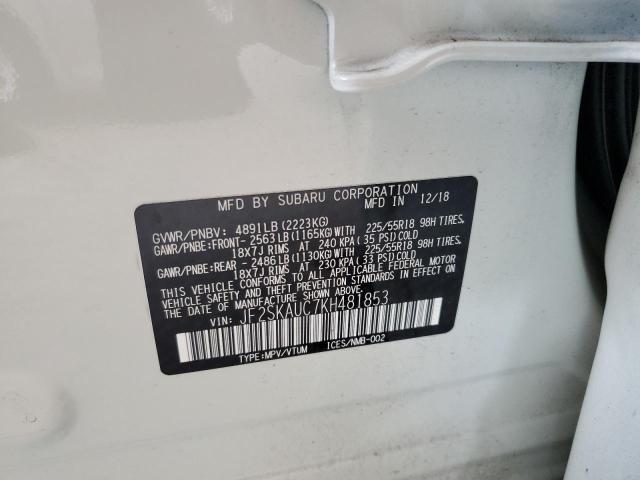 MFD BY SUBARU CORPORATION MFD IN 12/18
GVWR/PNBV: 4891LB (2223KG)
GAWR/PNBE:FRONT- 2563LB (1165KG)WITH 225/55R18 98H TIRES,
18X7J RIMS AT 240 KPA (35 PSI) COLD
GAWR/PNBE:REAR - 2486LB (1130KG)WITH 225/55R18 98H TIRES,
18X7J RIMS AT 230 KPA (33 PSI) COLD
THIS VEHICLE CONFORMS TO ALL APPLICABLE FEDERAL MOTOR
VEHICLE SAFETY AND THEFT PREVENTION STANDARDS IN EFFECT
ON THE DATE OF MANUFACTURE SHOWN ABOVE.
VIN: JF2SKAUC7KH481853
TYPE:MPV/VTUM ICES/NMB-002